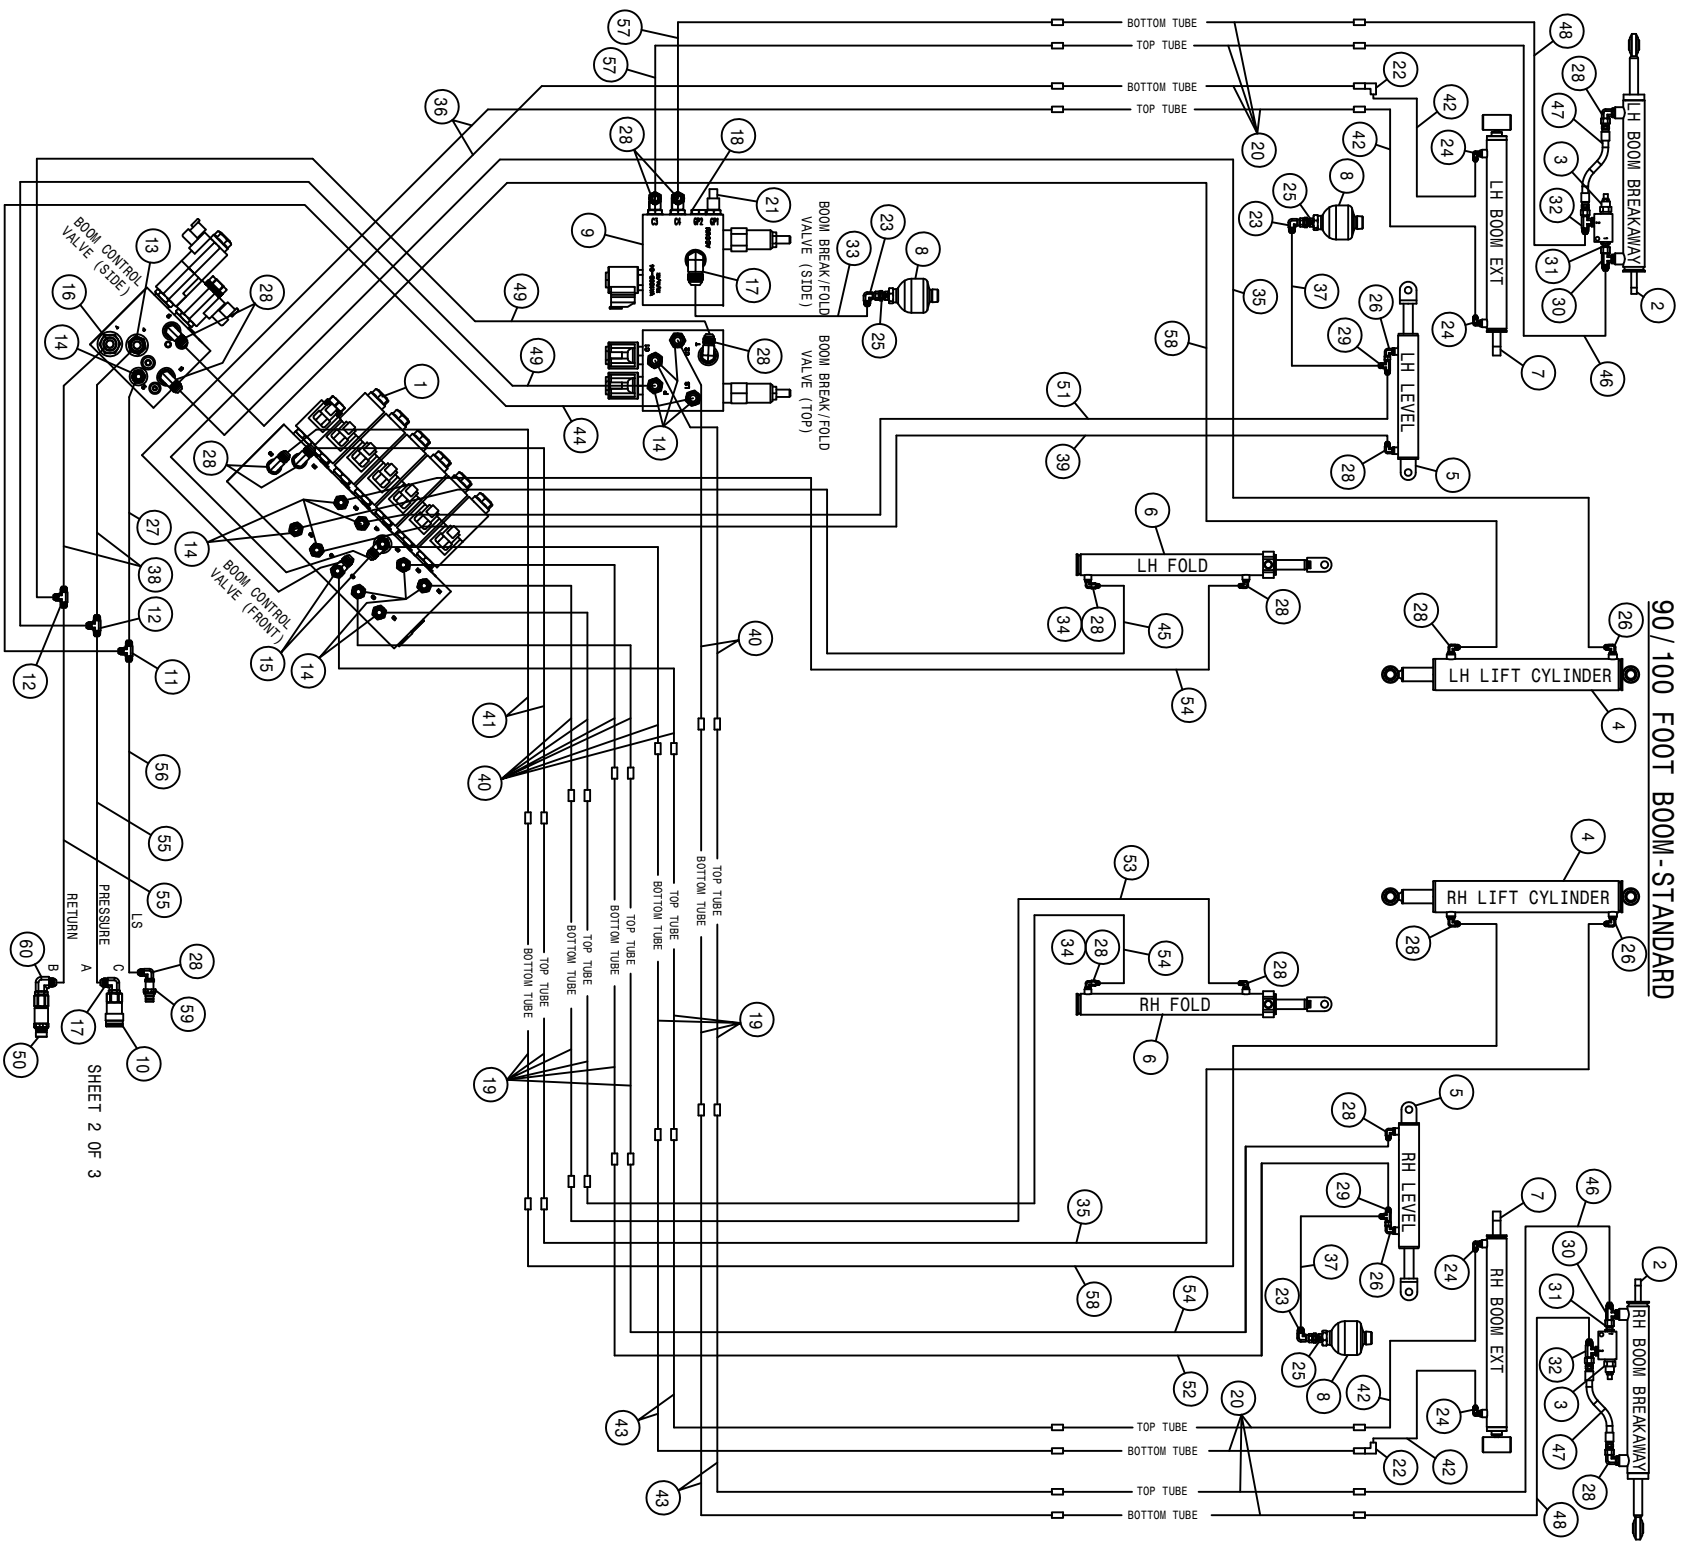 90/100 FOOT BOOM-STANDARD
57
57
36
BOTTOM TUBE
TOP TUBE
BOTTOM TUBE
TOP TUBE
20
22
42
42
24
24
48
28
47
3
32
31
30
46
2
LH BOOM BREAKAWAY
LH BOOM EXT
7
28
18
21
9
BOOM BREAK/FOLD
VALVE (SIDE)
C3
C1
GP2
GP1
17
33
23
8
25
8
25
23
37
35
58
26
29
LH LEVEL
28
5
51
39
BOOM BREAK/FOLD
VALVE (TOP)
28
14
49
49
44
BOOM CONTROL
VALVE (SIDE)
13
16
14
28
1
28
14
BOOM CONTROL
VALVE (FRONT)
15
14
27
38
12
12
11
6
LH FOLD
28
34
28
45
54
28
26
LH LIFT CYLINDER
4
40
41
40
56
55
55
LS
PRESSURE
RETURN
C
A
B
28
59
60
17
50
10
SHEET 2 OF 3
TOP TUBE
BOTTOM TUBE
TOP TUBE
BOTTOM TUBE
TOP TUBE
BOTTOM TUBE
TOP TUBE
BOTTOM TUBE
TOP TUBE
BOTTOM TUBE
19
19
4
RH LIFT CYLINDER
28
26
53
34
28
54
28
RH FOLD
6
5
28
RH LEVEL
29
26
35
58
37
23
25
8
54
52
43
43
7
24
RH BOOM EXT
24
42
42
22
20
TOP TUBE
BOTTOM TUBE
TOP TUBE
BOTTOM TUBE
46
30
31
2
RH BOOM BREAKAWAY
32
3
47
28
48